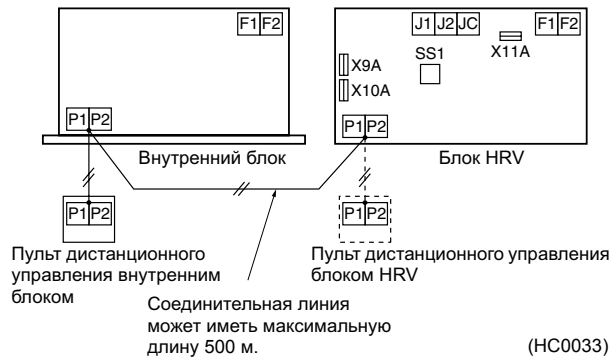 F1 F2
J1 J2 JC
F1 F2
SS1
X11A
X9A
X10A
P1 P2
P1 P2
Внутренний блок
Блок HRV
P1 P2
P1 P2
Пульт дистанционного
управления внутренним
блоком
Пульт дистанционного управления
блоком HRV
Соединительная линия
может иметь максимальную
длину 500 м.
(HC0033)